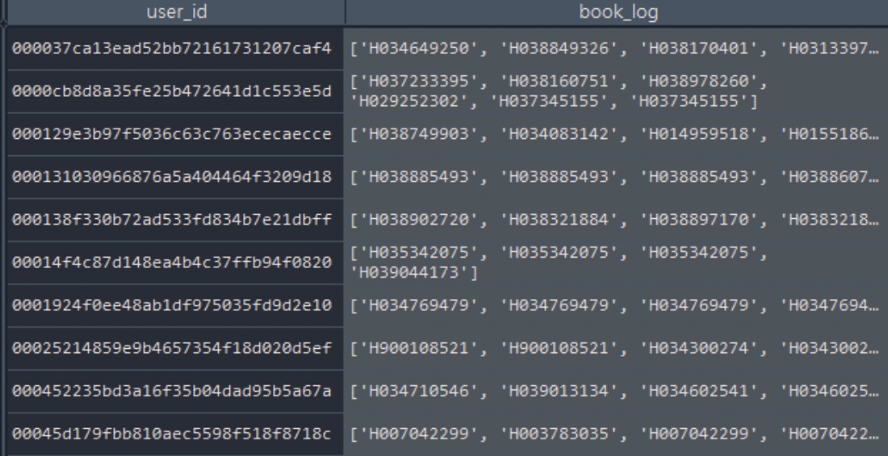 user_id book_log
000037ca13ead52bb72161731207caf4 ['H034649250', 'H038849326', 'H038170401', 'H0313397…
0000cb8d8a35fe25b472641d1c553e5d ['H037233395', 'H038160751', 'H038978260',
'H029252302', 'H037345155', 'H037345155']
000129e3b97f5036c63c763ececaecce ['H038749903', 'H034083142', 'H014959518', 'H0155186…
000131030966876a5a404464f3209d18 ['H038885493', 'H038885493', 'H038885493', 'H0388607…
000138f330b72ad533fd834b7e21dbff ['H038902720', 'H038321884', 'H038897170', 'H0383218…
00014f4c87d148ea4b4c37ffb94f0820 ['H035342075', 'H035342075', 'H035342075',
'H039044173']
0001924f0ee48ab1df975035fd9d2e10 ['H034769479', 'H034769479', 'H034769479', 'H0347694…
00025214859e9b4657354f18d020d5ef ['H900108521', 'H900108521', 'H034300274', 'H0343002…
000452235bd3a16f35b04dad95b5a67a ['H034710546', 'H039013134', 'H034602541', 'H0346025…
00045d179fbb810aec5598f518f8718c ['H007042299', 'H003783035', 'H007042299', 'H0070422…